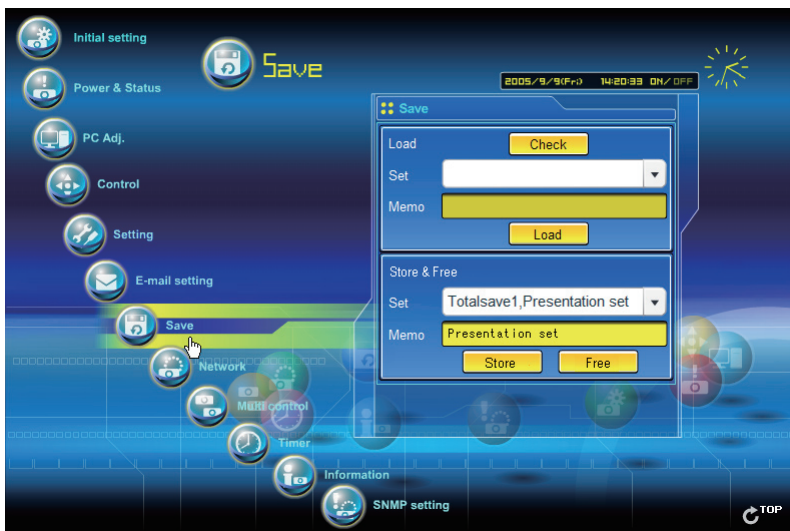 Initial setting
Power & Status
PC Adj.
Control
Setting
E-mail setting
Save
Network
Multi control
Timer
Information
SNMP setting
Save
2005/9/9(Fri) 14:20:33 ON/OFF
Save
Load Check
Set
Memo
Load
Store & Free
Set Totalsave1,Presentation set
Memo Presentation set
Store Free
TOP